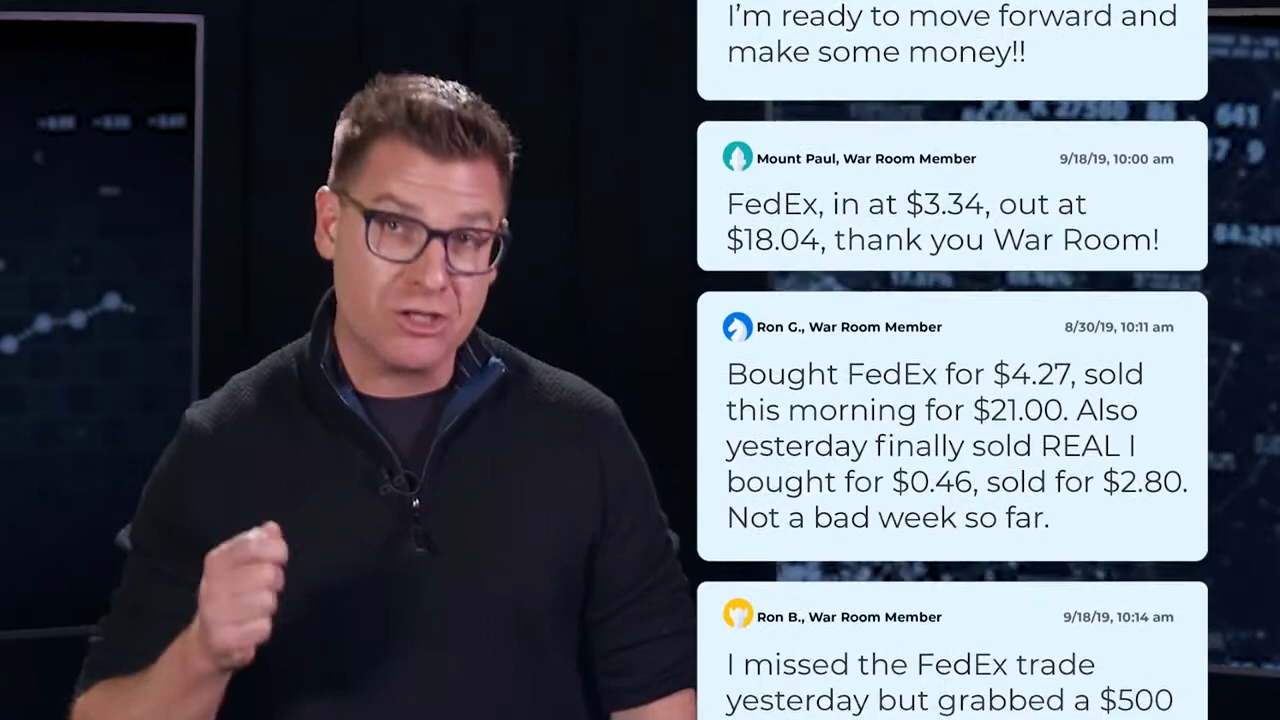 I'm ready to move forward and
make some money!!
Mount Paul, War Room Member 9/18/19, 10:00 am
FedEx, in at $3.34, out at
$18.04, thank you War Room!
Ron G., War Room Member 8/30/19, 10:11 am
Bought FedEx for $4.27, sold
this morning for $21.00. Also
yesterday finally sold REAL I
bought for $0.46, sold for $2.80.
Not a bad week so far.
Ron B., War Room Member 9/18/19, 10:14 am
I missed the FedEx trade
yesterday but grabbed a $500
641